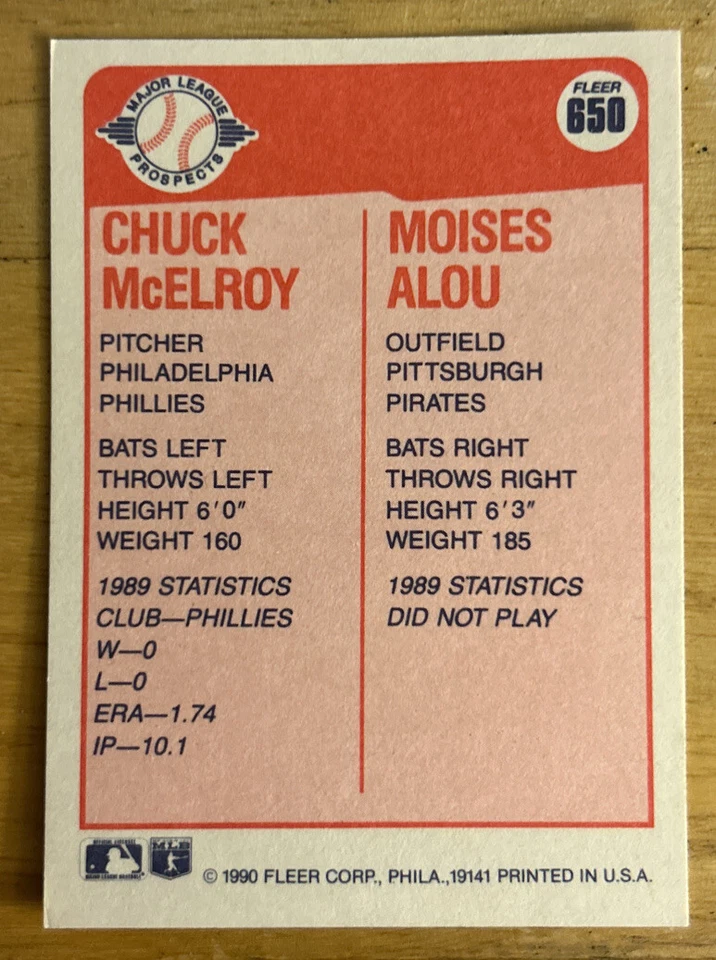 MAJOR LEAGUE
PROSPECTS
FLEER
650
CHUCK
McELROY
PITCHER
PHILADELPHIA
PHILLIES
BATS LEFT
THROWS LEFT
HEIGHT 6'0"
WEIGHT 160
1989 STATISTICS
CLUB—PHILLIES
W—0
L—0
ERA—1.74
IP—10.1
MOISES
ALOU
OUTFIELD
PITTSBURGH
PIRATES
BATS RIGHT
THROWS RIGHT
HEIGHT 6'3"
WEIGHT 185
1989 STATISTICS
DID NOT PLAY
MLB
© 1990 FLEER CORP., PHILA.,19141 PRINTED IN U.S.A.